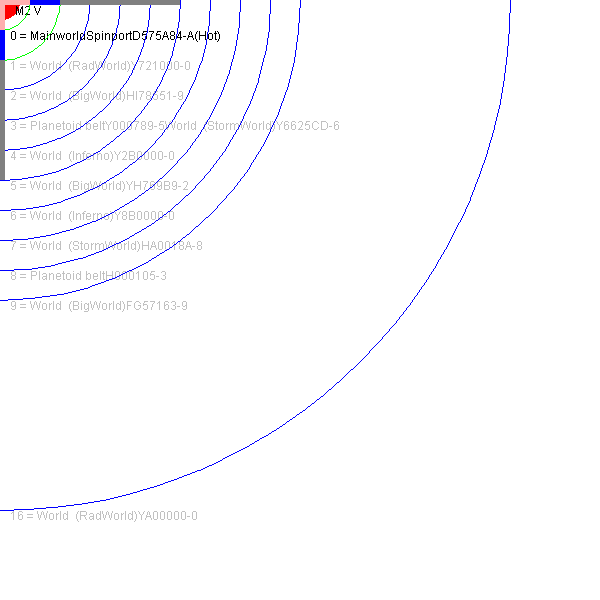 M2 V
0 = MainworldSpinportD575A84-A(Hot)
1 = World  (RadWorld)Y721000-0
2 = World  (BigWorld)HI78351-9
3 = Planetoid beltY000789-5World  (StormWorld)Y6625CD-6
4 = World  (Inferno)Y2B0000-0
5 = World  (BigWorld)YH709B9-2
6 = World  (Inferno)Y8B0000-0
7 = World  (StormWorld)HA0018A-8
8 = Planetoid beltH000105-3
9 = World  (BigWorld)FG57163-9
16 = World  (RadWorld)YA00000-0